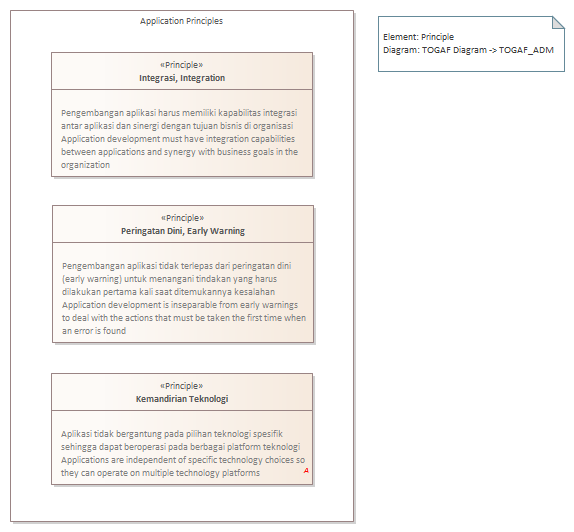 Application Principles
«Principle»
Integrasi, Integration
Pengembangan aplikasi harus memiliki kapabilitas integrasi
antar aplikasi dan sinergi dengan tujuan bisnis di organisasi
Application development must have integration capabilities
between applications and synergy with business goals in the
organization
«Principle»
Peringatan Dini, Early Warning
Pengembangan aplikasi tidak terlepas dari peringatan dini
(early warning) untuk menangani tindakan yang harus
dilakukan pertama kali saat ditemukannya kesalahan
Application development is inseparable from early warnings
to deal with the actions that must be taken the first time when
an error is found
«Principle»
Kemandirian Teknologi
Aplikasi tidak bergantung pada pilihan teknologi spesifik
sehingga dapat beroperasi pada berbagai platform teknologi
Applications are independent of specific technology choices so
they can operate on multiple technology platforms
A
Element: Principle
Diagram: TOGAF Diagram -> TOGAF_ADM